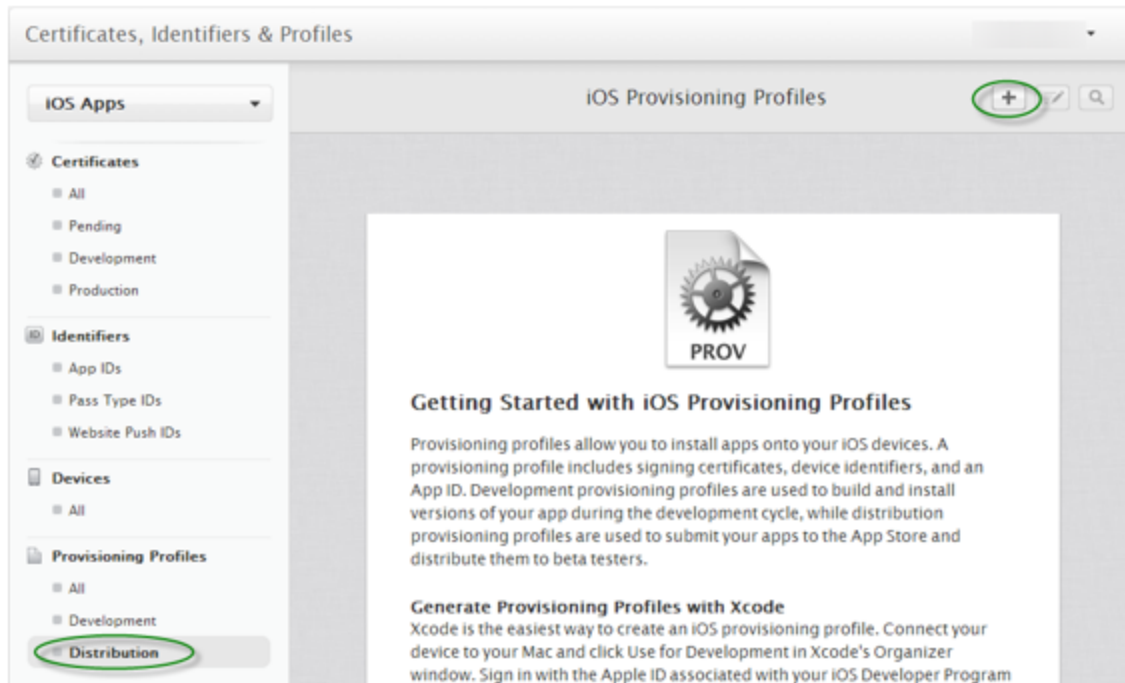 Certificates, Identifiers & Profiles
iOS Apps
iOS Provisioning Profiles
Certificates
All
Pending
Development
Production
ID
Identifiers
App IDs
Pass Type IDs
Website Push IDs
Devices
All
Provisioning Profiles
All
Development
Distribution
PROV
Getting Started with iOS Provisioning Profiles
Provisioning profiles allow you to install apps onto your iOS devices. A
provisioning profile includes signing certificates, device identifiers, and an
App ID. Development provisioning profiles are used to build and install
versions of your app during the development cycle, while distribution
provisioning profiles are used to submit your apps to the App Store and
distribute them to beta testers.
Generate Provisioning Profiles with Xcode
Xcode is the easiest way to create an iOS provisioning profile. Connect your
device to your Mac and click Use for Development in Xcode's Organizer
window. Sign in with the Apple ID associated with your iOS Developer Program